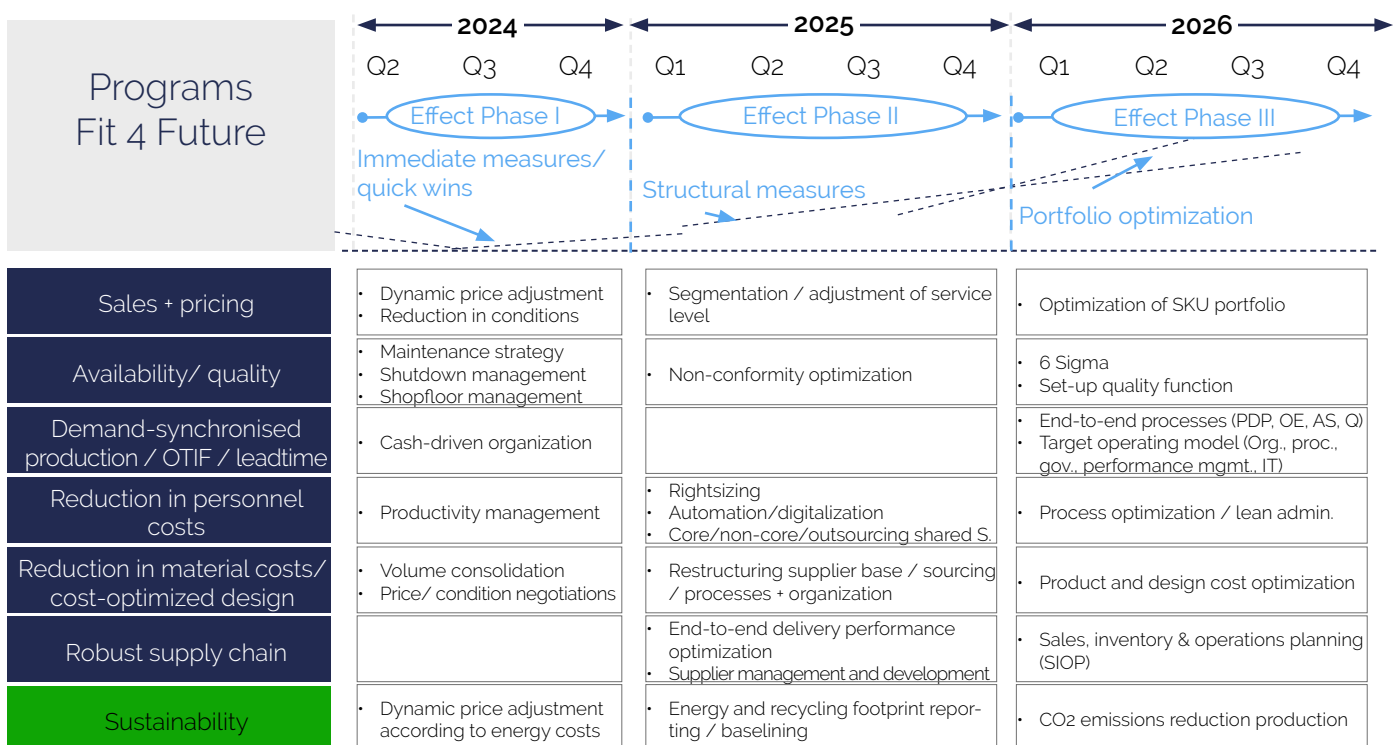 Programs
Fit 4 Future
2024
2025
2026
Q2 Q3 Q4 Q1 Q2 Q3 Q4 Q1 Q2 Q3 Q4
Effect Phase I
Effect Phase II
Effect Phase III
Immediate measures/
quick wins
Structural measures
Portfolio optimization
Sales + pricing
• Dynamic price adjustment
• Reduction in conditions
• Segmentation / adjustment of service
level
• Optimization of SKU portfolio
Availability/ quality
• Maintenance strategy
• Shutdown management
• Shopfloor management
• Non-conformity optimization
• 6 Sigma
• Set-up quality function
Demand-synchronised
production / OTIF / leadtime
• Cash-driven organization
• End-to-end processes (PDP, OE, AS, Q)
• Target operating model (Org., proc.,
gov., performance mgmt., IT)
Reduction in personnel
costs
• Productivity management
• Rightsizing
• Automation/digitalization
• Core/non-core/outsourcing shared S.
• Process optimization / lean admin.
Reduction in material costs/
cost-optimized design
• Volume consolidation
• Price/ condition negotiations
• Restructuring supplier base / sourcing
/ processes + organization
• Product and design cost optimization
Robust supply chain
• End-to-end delivery performance
optimization
• Supplier management and development
• Sales, inventory & operations planning
(SIOP)
Sustainability
• Dynamic price adjustment
according to energy costs
• Energy and recycling footprint repor-
ting / baselining
• CO2 emissions reduction production